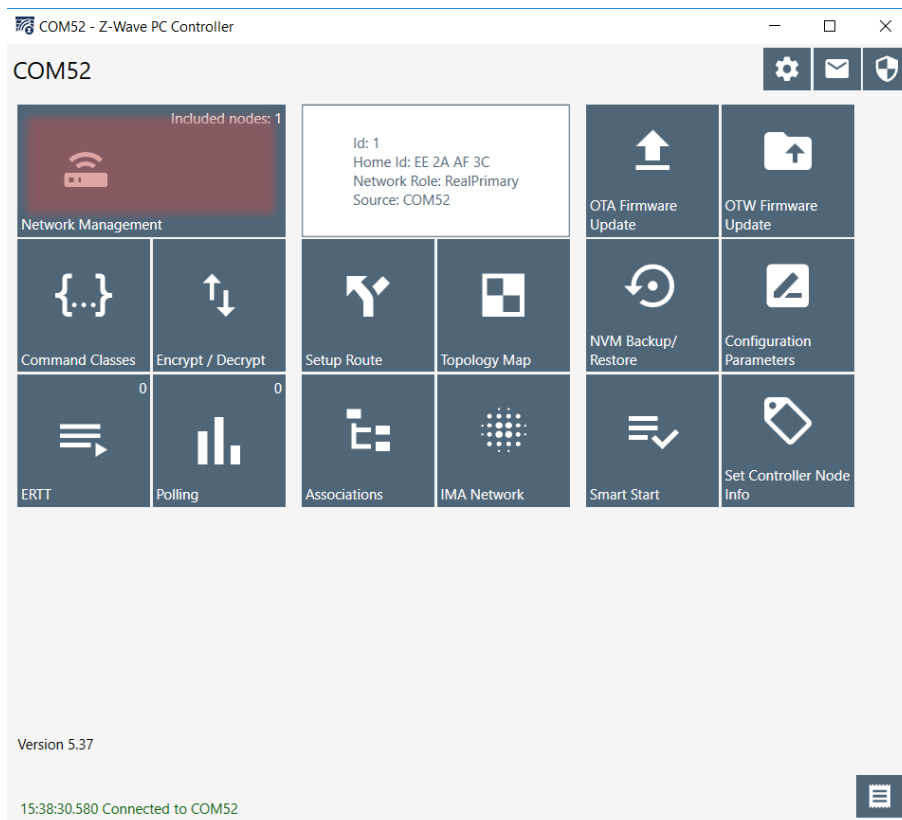 COM52 - Z-Wave PC Controller
COM52
Included nodes: 1
Network Management
Id: 1
Home Id: EE 2A AF 3C
Network Role: RealPrimary
Source: COM52
OTA Firmware
Update
OTW Firmware
Update
{...}
Command Classes
Encrypt / Decrypt
Setup Route
Topology Map
NVM Backup/
Restore
Configuration
Parameters
0
ERTT
0
Polling
Associations
IMA Network
Smart Start
Set Controller Node
Info
Version 5.37
15:38:30.580 Connected to COM52